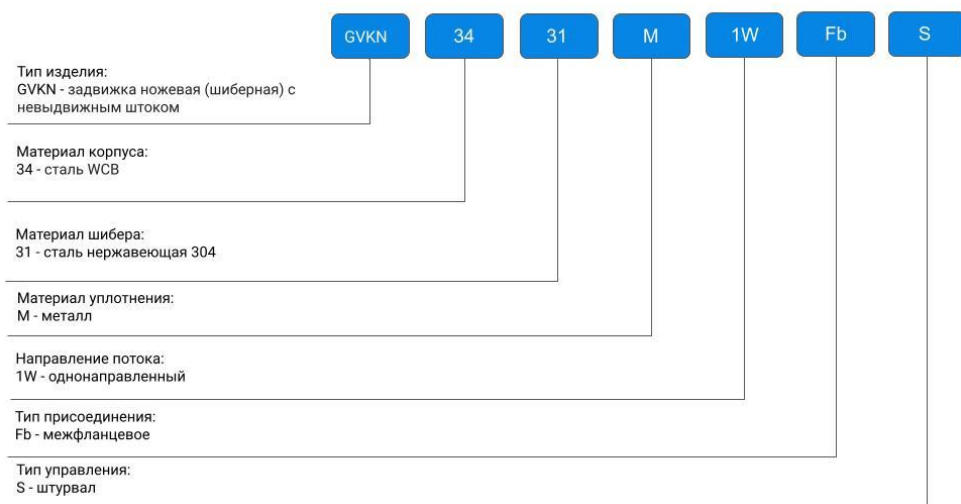 GVKN 34 31 M 1W Fb S
Тип изделия:
GVKN - задвижка ножевая (шиберная) с
невыдвижным штоком
Материал корпуса:
34 - сталь WCB
Материал шибера:
31 - сталь нержавеющая 304
Материал уплотнения:
М - металл
Направление потока:
1W - однонаправленный
Тип присоединения:
Fb - межфланцевое
Тип управления:
S - штурвал